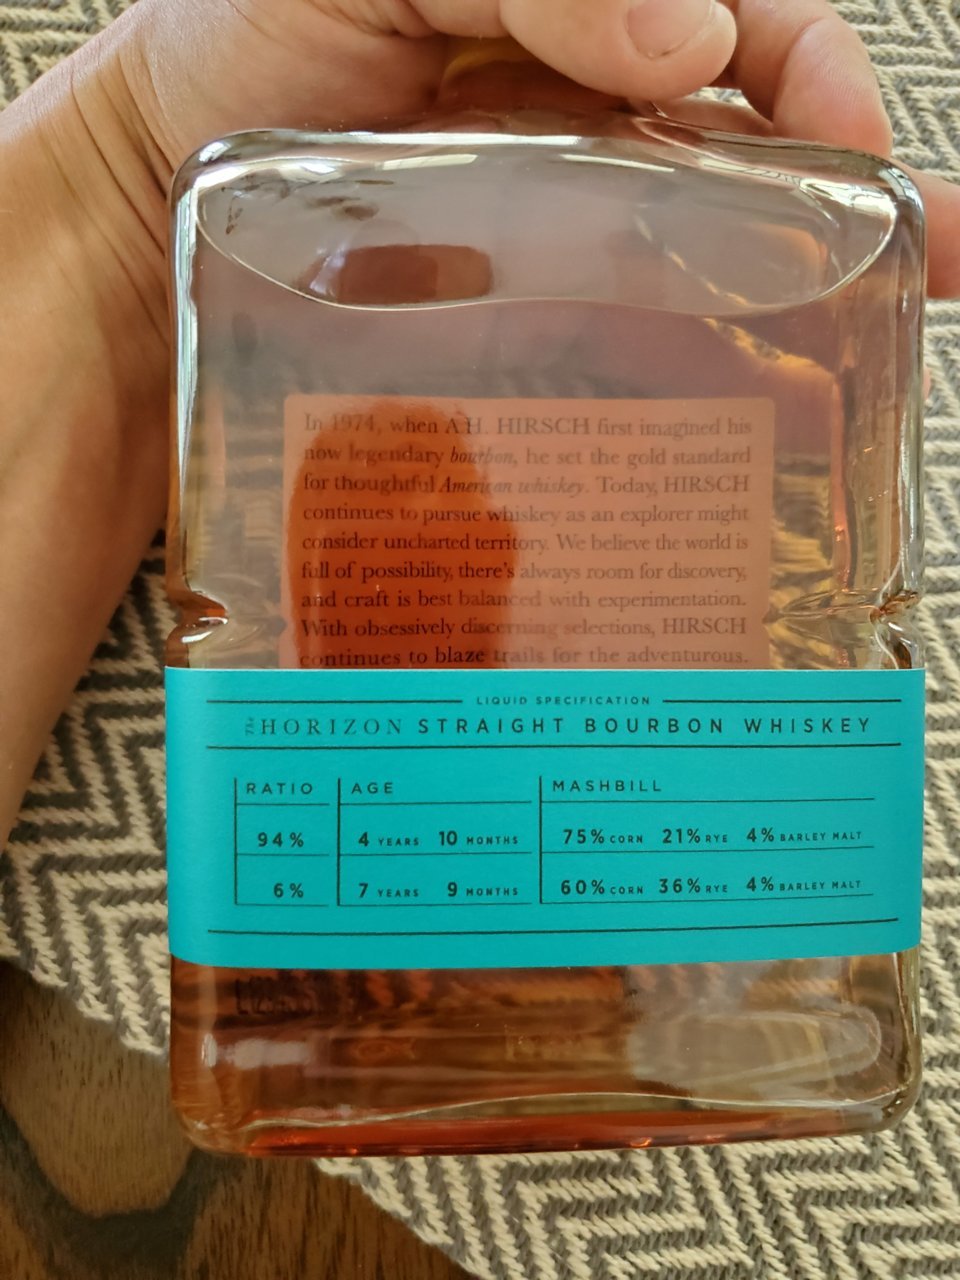 In 1974, when A.H. HIRSCH first imagined his
now legendary bourbon, he set the gold standard
for thoughtful American whiskey. Today, HIRSCH
continues to pursue whiskey as an explorer might
consider uncharted territory. We believe the world is
full of possibility, there's always room for discovery,
and craft is best balanced with experimentation.
With obsessively discerning selections, HIRSCH
continues to blaze trails for the adventurous.
LIQUID SPECIFICATION
The HORIZON STRAIGHT BOURBON WHISKEY
RATIO AGE MASHBILL
94% 4 YEARS 10 MONTHS 75% CORN 21% RYE 4% BARLEY MALT
6% 7 YEARS 9 MONTHS 60% CORN 36% RYE 4% BARLEY MALT